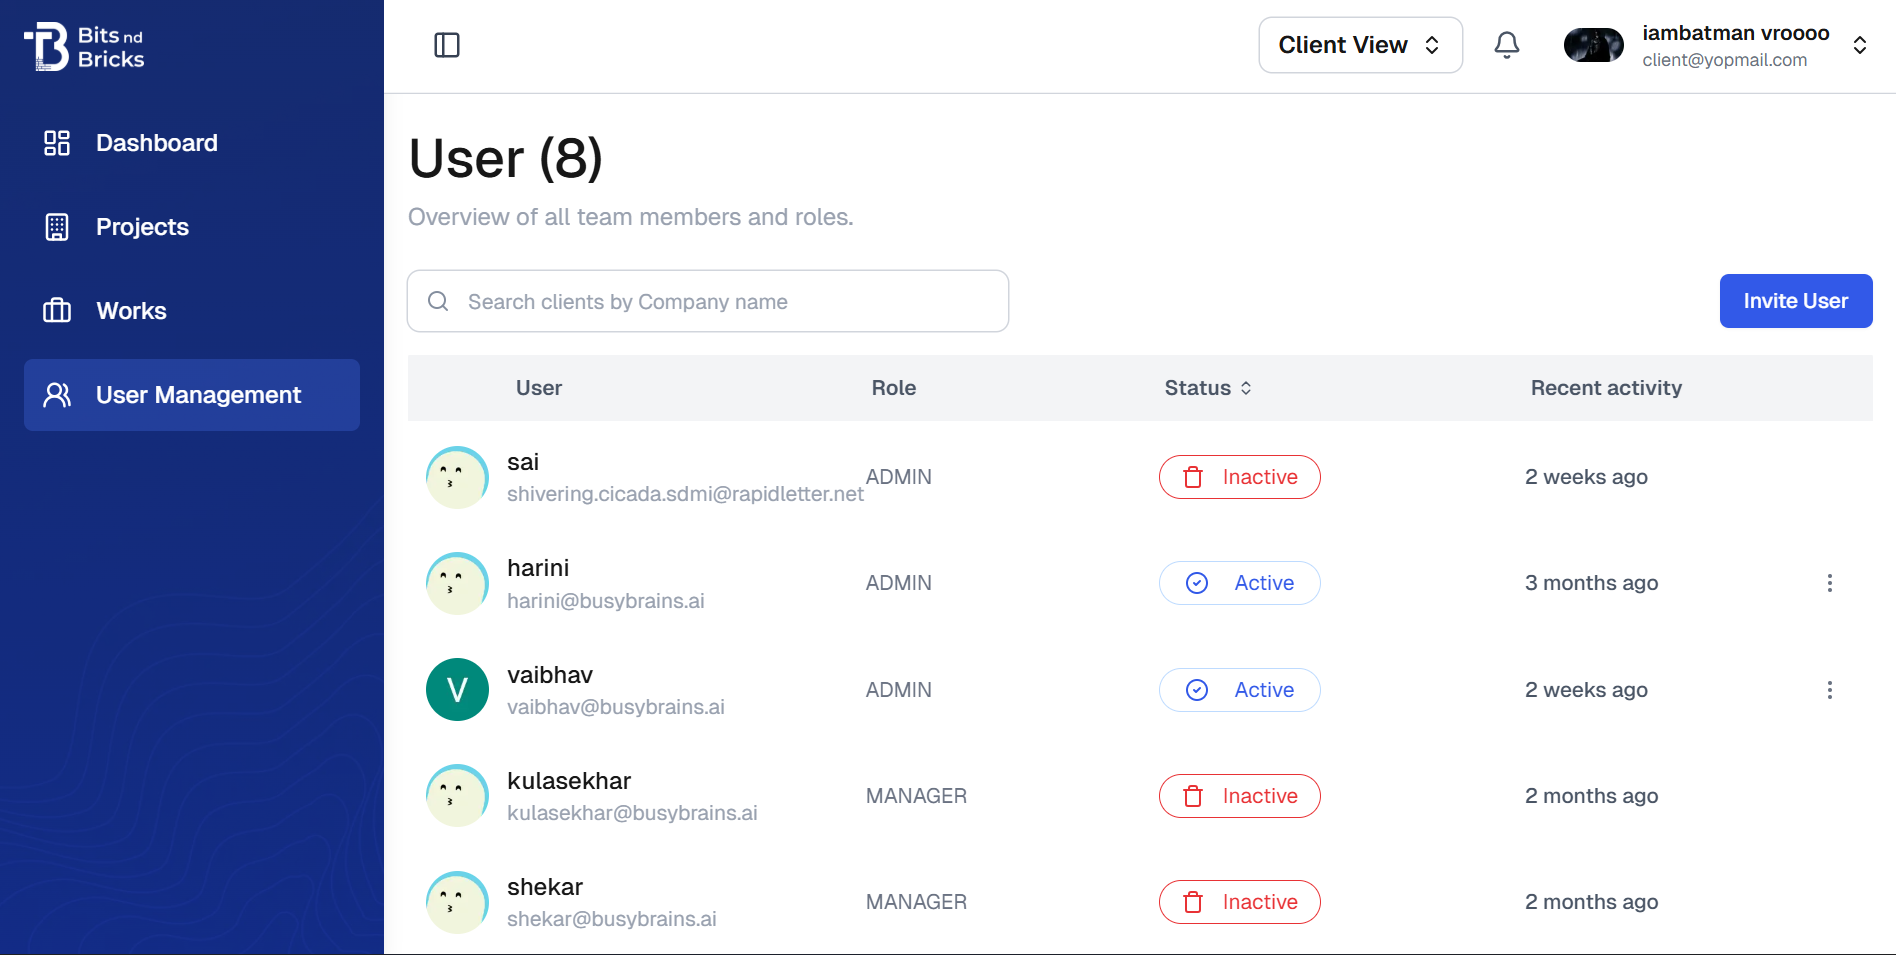 Bits nd
Bricks
Client View
iambatman vroooo
client@yopmail.com
Dashboard
Projects
Works
User Management
User (8)
Overview of all team members and roles.
Search clients by Company name
Invite User
User Role Status Recent activity
sai
shivering.cicada.sdmi@rapidletter.net
ADMIN Inactive 2 weeks ago
harini
harini@busybrains.ai
ADMIN Active 3 months ago
V
vaibhav
vaibhav@busybrains.ai
ADMIN Active 2 weeks ago
kulasekhar
kulasekhar@busybrains.ai
MANAGER Inactive 2 months ago
shekar
shekar@busybrains.ai
MANAGER Inactive 2 months ago